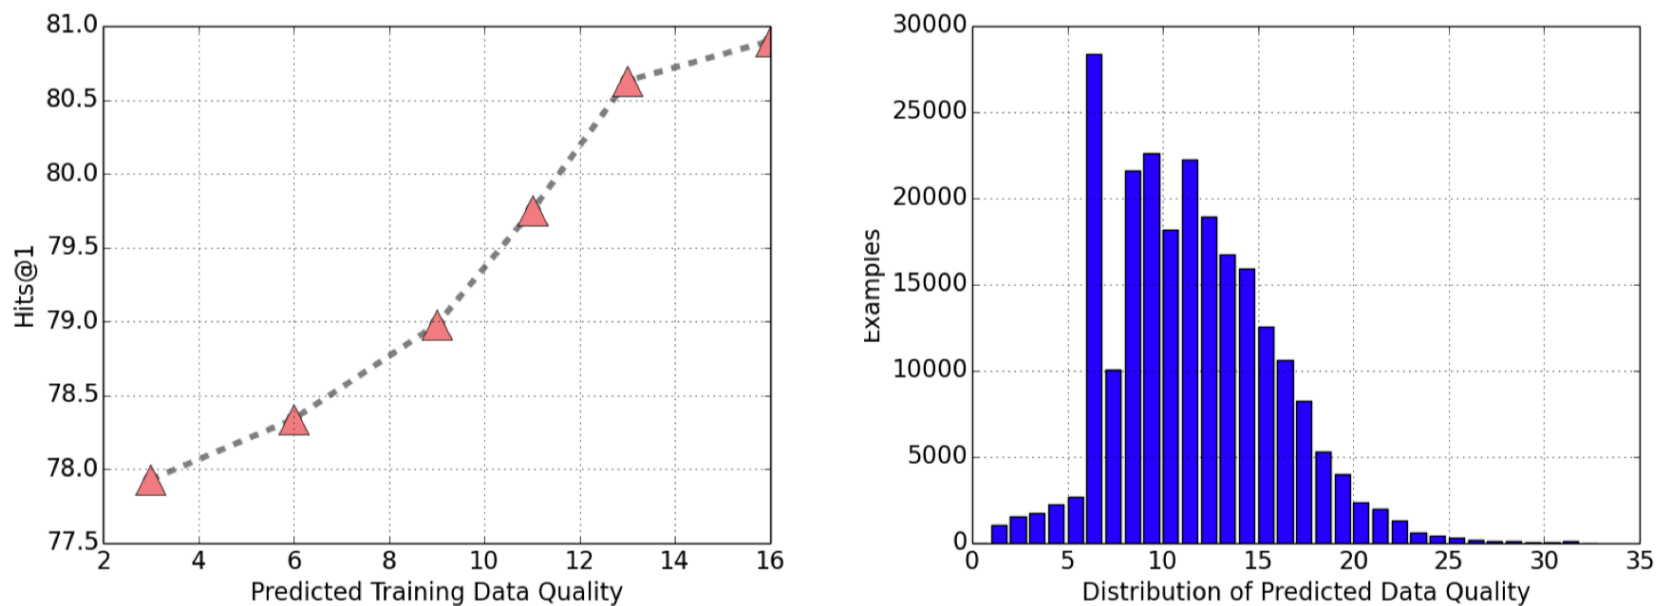 81.0
80.5
80.0
79.5
79.0
78.5
78.0
77.5
Hits@1
2 4 6 8 10 12 14 16
Predicted Training Data Quality
30000
25000
20000
15000
10000
5000
0
Examples
0 5 10 15 20 25 30 35
Distribution of Predicted Data Quality